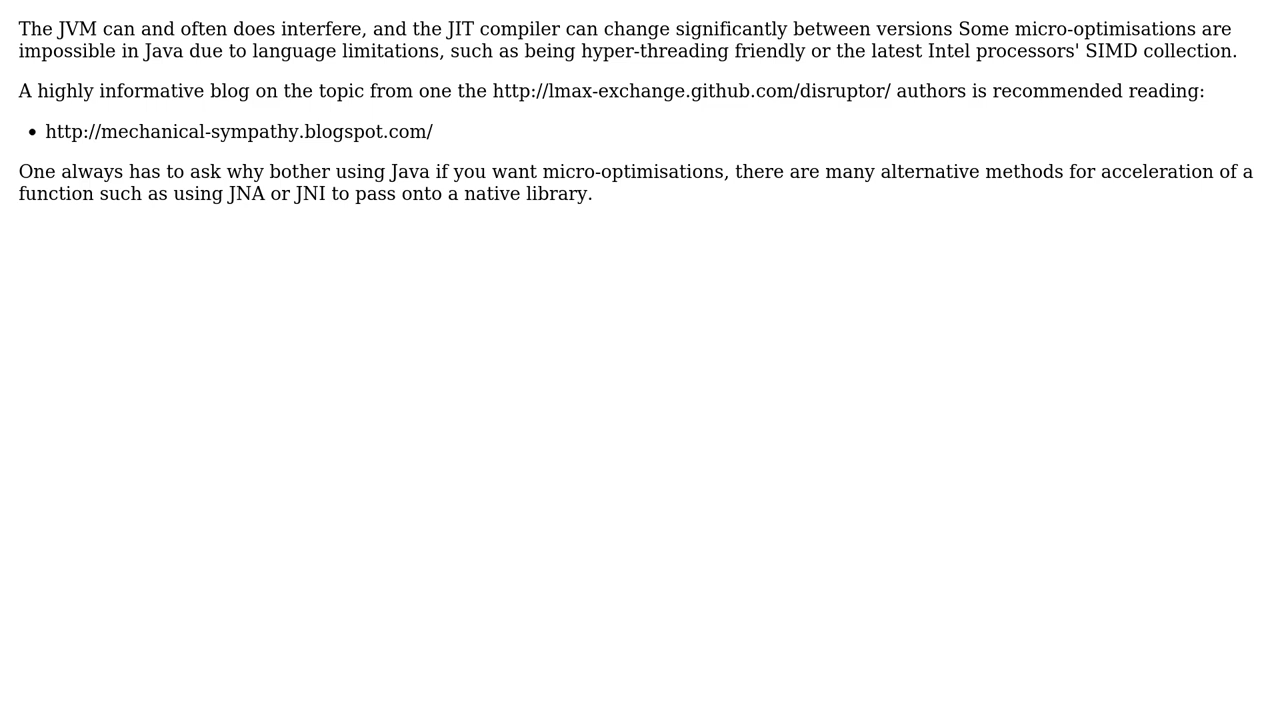 The JVM can and often does interfere, and the JIT compiler can change significantly between versions Some micro-optimisations are
impossible in Java due to language limitations, such as being hyper-threading friendly or the latest Intel processors' SIMD collection.
A highly informative blog on the topic from one the http://lmax-exchange.github.com/disruptor/ authors is recommended reading:
• http://mechanical-sympathy.blogspot.com/
One always has to ask why bother using Java if you want micro-optimisations, there are many alternative methods for acceleration of a
function such as using JNA or JNI to pass onto a native library.